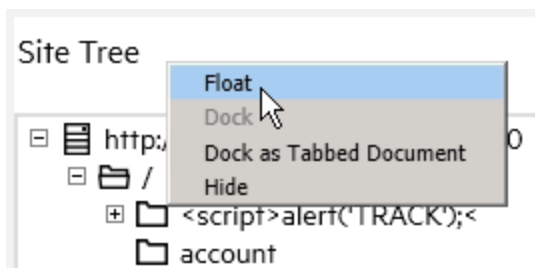 Site Tree
Float
Dock
http:/ 0
Dock as Tabbed Document
/
Hide
<script>alert('TRACK');<
account